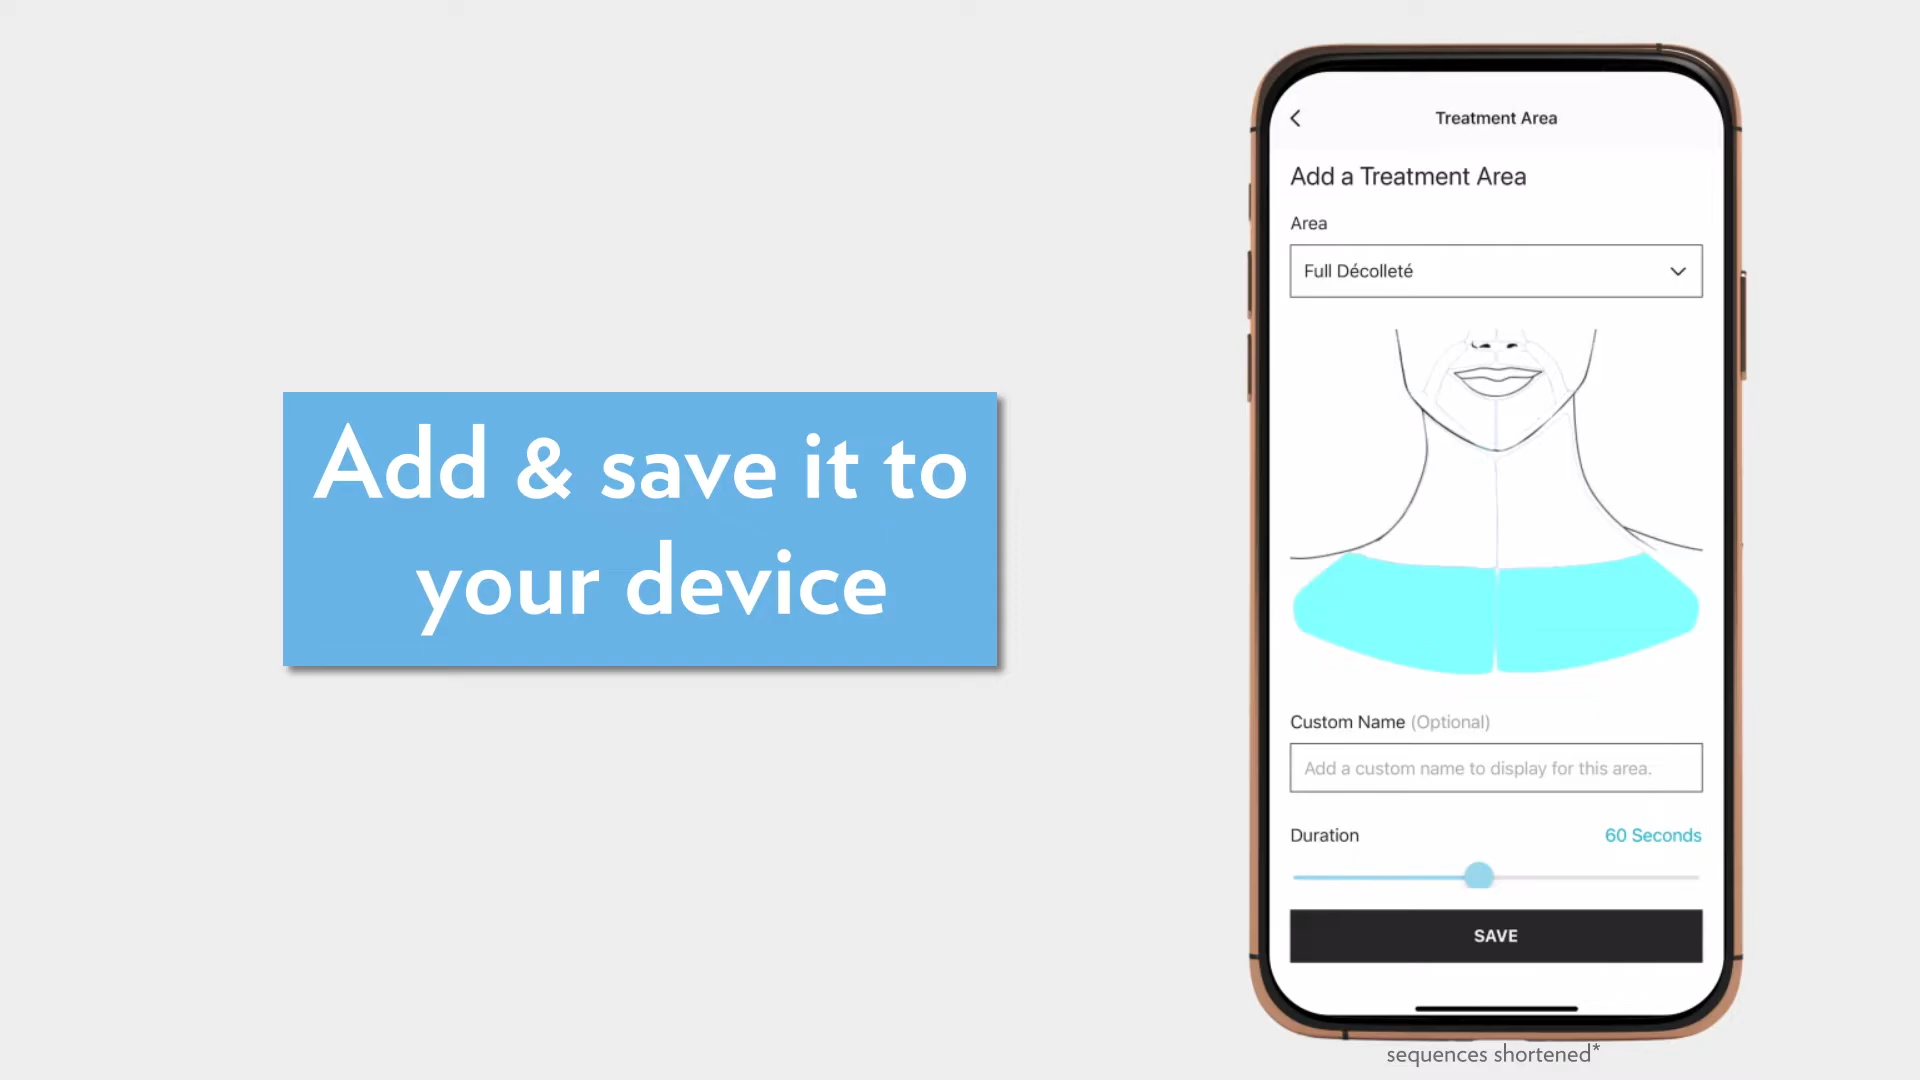 Add & save it to
your device
Treatment Area
Add a Treatment Area
Area
Full Décolleté
Custom Name (Optional)
Add a custom name to display for this area.
Duration
60 Seconds
SAVE
sequences shortened*